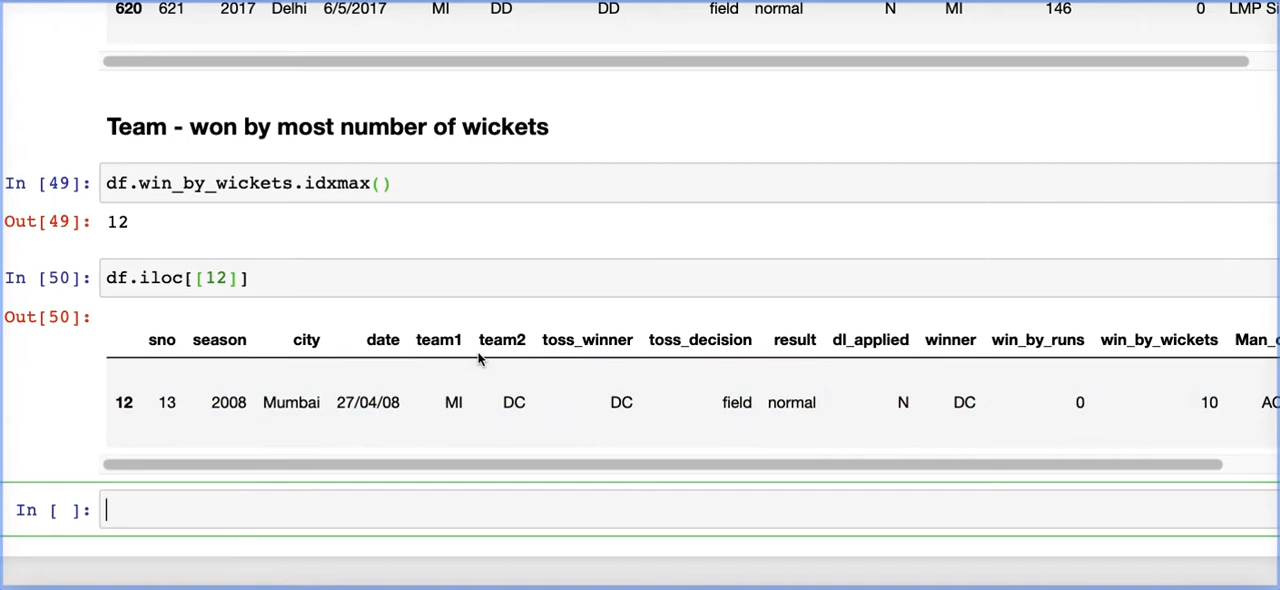 620 621 2017 Delhi 6/5/2017 MI DD DD field normal N MI 146 0 LMP Si
Team - won by most number of wickets
In [49]: df.win_by_wickets.idxmax()
Out[49]: 12
In [50]: df.iloc[[12]]
Out[50]:
sno season city date team1 team2 toss_winner toss_decision result dl_applied winner win_by_runs win_by_wickets Man_
12 13 2008 Mumbai 27/04/08 MI DC DC field normal N DC 0 10 AC
In [ ]: